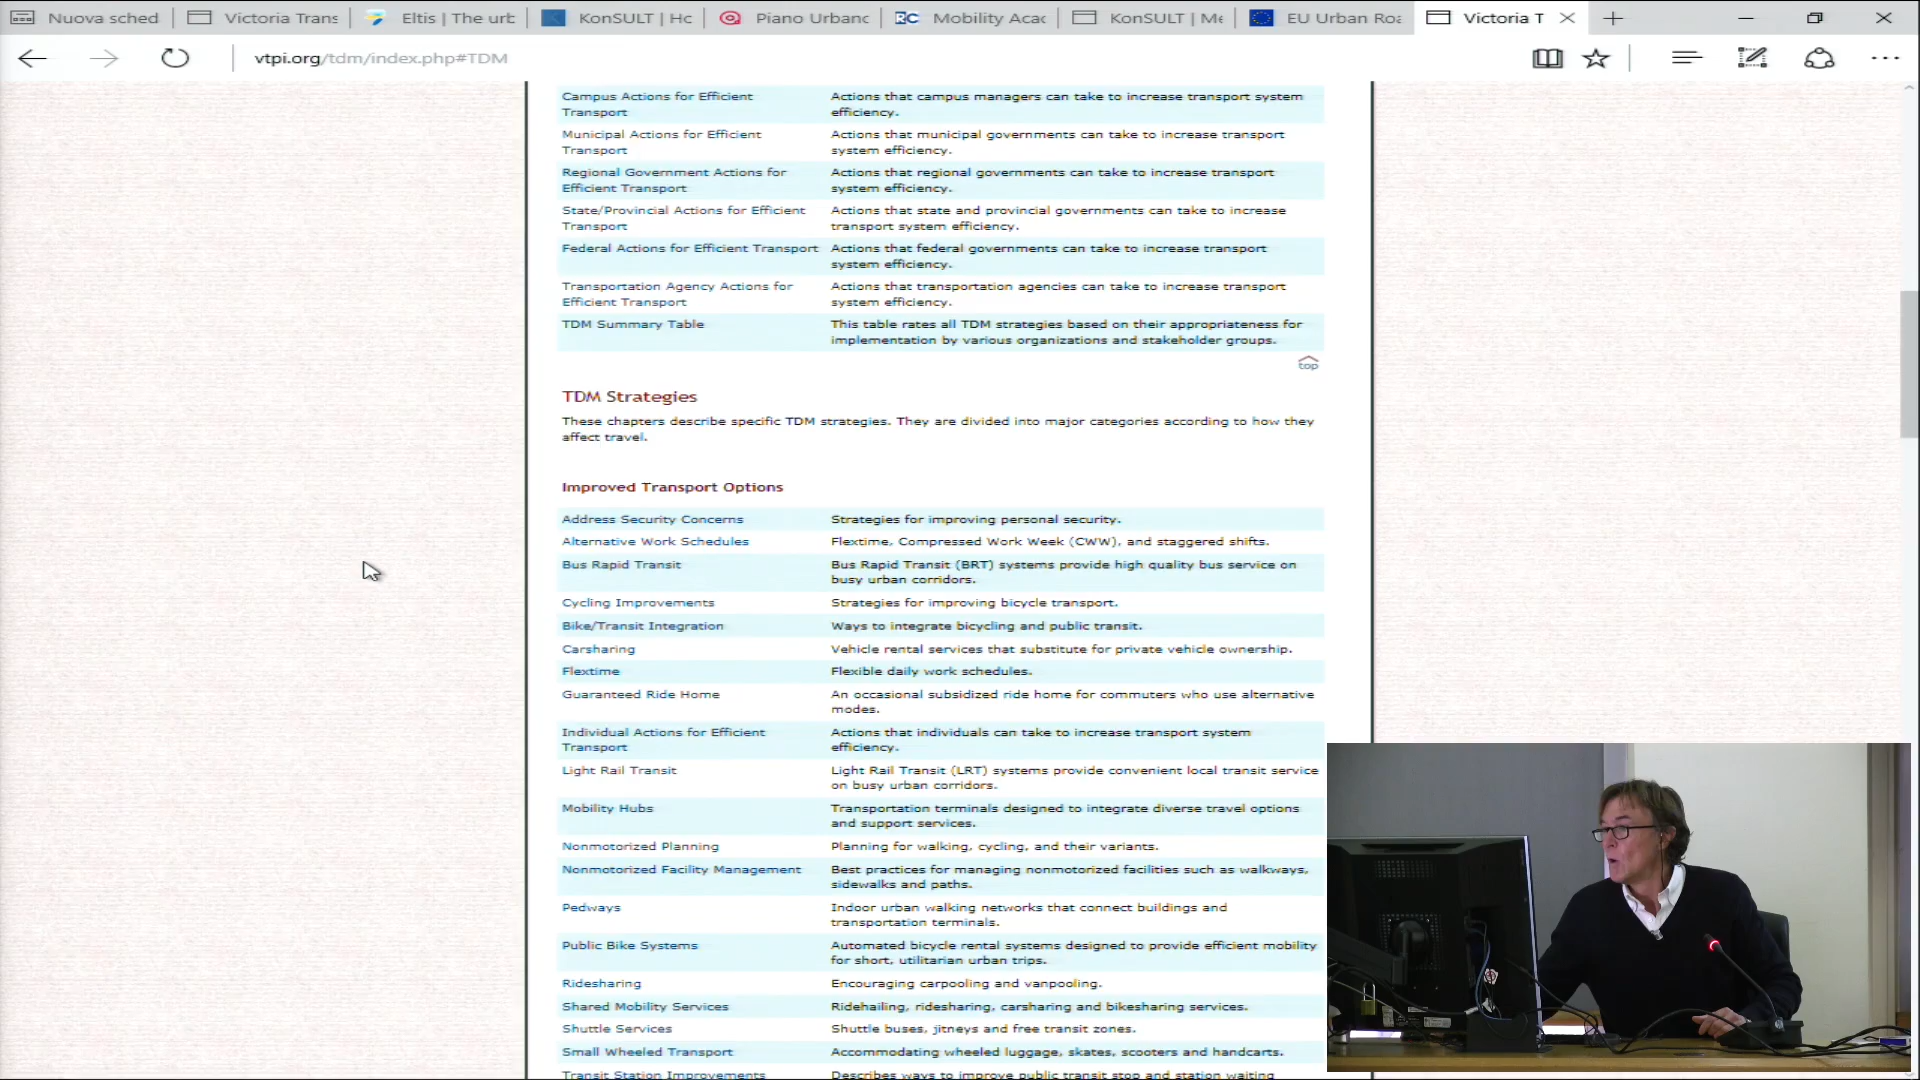 Nuova sched
Victoria Trans
Eltis | The urb
KonSULT | Ho
Piano Urbano
Mobility Acad
KonSULT | Me
EU Urban Roa
Victoria T
vtpi.org/tdm/index.php#TDM
Campus Actions for Efficient Transport
Actions that campus managers can take to increase transport system
efficiency.
Municipal Actions for Efficient
Transport
Actions that municipal governments can take to increase transport
system efficiency.
Regional Government Actions for
Efficient Transport
Actions that regional governments can take to increase transport
system efficiency.
State/Provincial Actions for Efficient
Transport
Actions that state and provincial governments can take to increase
transport system efficiency.
Federal Actions for Efficient Transport
Actions that federal governments can take to increase transport
system efficiency.
Transportation Agency Actions for
Efficient Transport
Actions that transportation agencies can take to increase transport
system efficiency.
TDM Summary Table
This table rates all TDM strategies based on their appropriateness for
implementation by various organizations and stakeholder groups.
top
TDM Strategies
These chapters describe specific TDM strategies. They are divided into major categories according to how they
affect travel.
Improved Transport Options
Address Security Concerns
Strategies for improving personal security.
Alternative Work Schedules
Flextime, Compressed Work Week (CWW), and staggered shifts.
Bus Rapid Transit
Bus Rapid Transit (BRT) systems provide high quality bus service on
busy urban corridors.
Cycling Improvements
Strategies for improving bicycle transport.
Bike/Transit Integration
Ways to integrate bicycling and public transit.
Carsharing
Vehicle rental services that substitute for private vehicle ownership.
Flextime
Flexible daily work schedules.
Guaranteed Ride Home
An occasional subsidized ride home for commuters who use alternative
modes.
Individual Actions for Efficient
Transport
Actions that individuals can take to increase transport system
efficiency.
Light Rail Transit
Light Rail Transit (LRT) systems provide convenient local transit service
on busy urban corridors.
Mobility Hubs
Transportation terminals designed to integrate diverse travel options
and support services.
Nonmotorized Planning
Planning for walking, cycling, and their variants.
Nonmotorized Facility Management
Best practices for managing nonmotorized facilities such as walkways,
sidewalks and paths.
Pedways
Indoor urban walking networks that connect buildings and
transportation terminals.
Public Bike Systems
Automated bicycle rental systems designed to provide efficient mobility
for short, utilitarian urban trips.
Ridesharing
Encouraging carpooling and vanpooling.
Shared Mobility Services
Ridehailing, ridesharing, carsharing and bikesharing services.
Shuttle Services
Shuttle buses, jitneys and free transit zones.
Small Wheeled Transport
Accommodating wheeled luggage, skates, scooters and handcarts.
Transit Station Improvements
Describes ways to improve public transit stop and station waiting